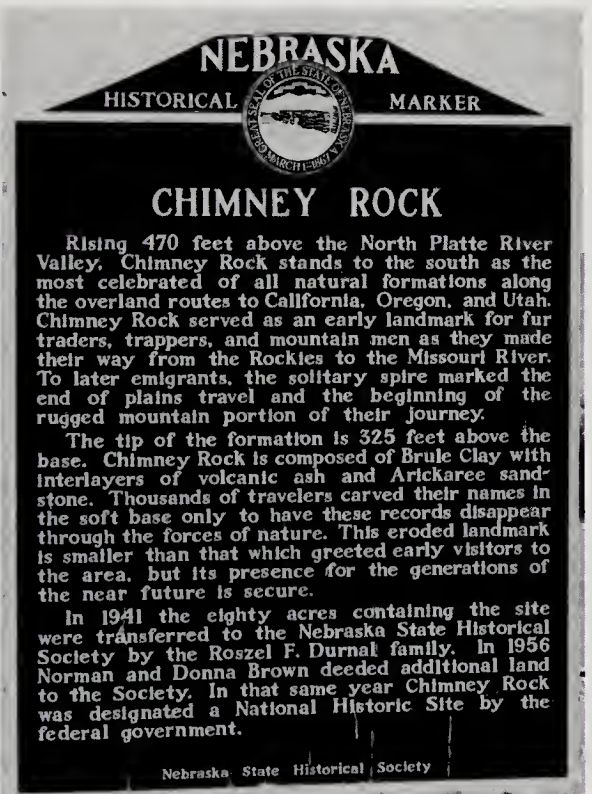 NEBRASKA
HISTORICAL MARKER
GREAT SEAL OF THE STATE OF NEBRASKA
MARCH 1 1867
CHIMNEY ROCK
Rising 470 feet above the North Platte River
Valley, Chimney Rock stands to the south as the
most celebrated of all natural formations along
the overland routes to California, Oregon, and Utah.
Chimney Rock served as an early landmark for fur
traders, trappers, and mountain men as they made
their way from the Rockies to the Missouri River.
To later emigrants, the solitary spire marked the
end of plains travel and the beginning of the
rugged mountain portion of their journey.
The tip of the formation is 325 feet above the
base. Chimney Rock is composed of Brule Clay with
interlayers of volcanic ash and Arickaree sand-
stone. Thousands of travelers carved their names in
the soft base only to have these records disappear
through the forces of nature. This eroded landmark
is smaller than that which greeted early visitors to
the area, but its presence for the generations of
the near future is secure.
In 1941 the eighty acres containing the site
were transferred to the Nebraska State Historical
Society by the Roszel F. Durnal family. In 1956
Norman and Donna Brown deeded additional land
to the Society. In that same year Chimney Rock
was designated a National Historic Site by the
federal government.
Nebraska State Historical Society